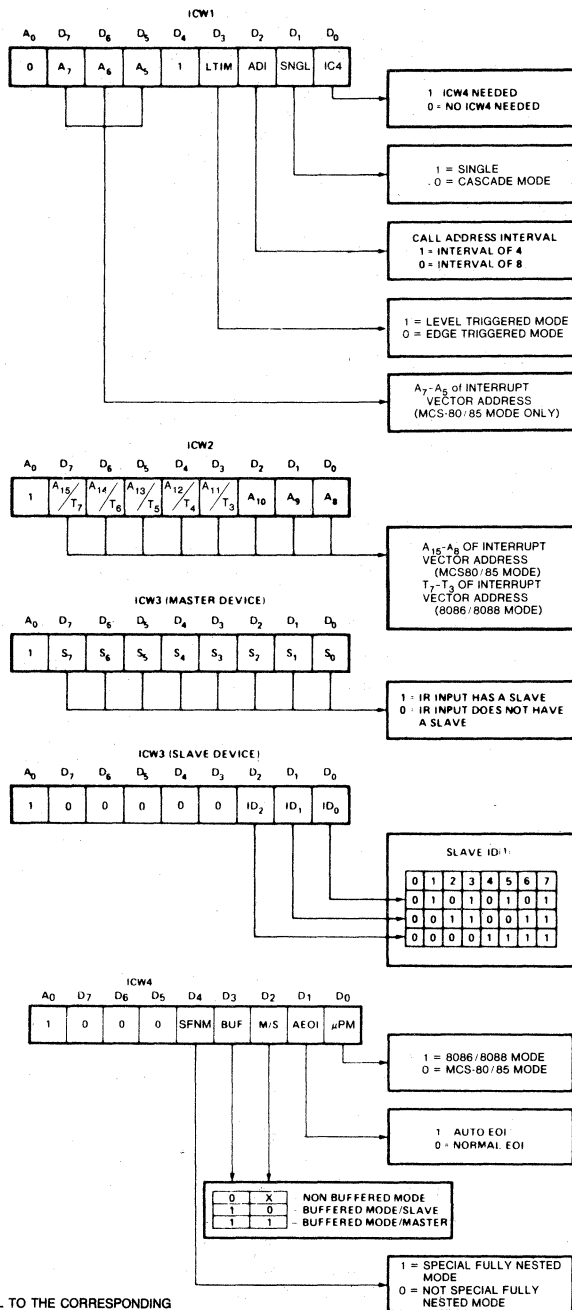 ICW1
A0 D7 D6 D5 D4 D3 D2 D1 D0
0 A7 A6 A5 1 LTIM ADI SNGL IC4
1 ICW4 NEEDED
0 = NO ICW4 NEEDED
1 = SINGLE
0 = CASCADE MODE
CALL ADDRESS INTERVAL
1 = INTERVAL OF 4
0 = INTERVAL OF 8
1 = LEVEL TRIGGERED MODE
0 = EDGE TRIGGERED MODE
A7-A5 of INTERRUPT
VECTOR ADDRESS
(MCS-80/85 MODE ONLY)
ICW2
A0 D7 D6 D5 D4 D3 D2 D1 D0
1 A15/T7 A14/T6 A13/T5 A12/T4 A11/T3 A10 A9 A8
A15-A8 OF INTERRUPT
VECTOR ADDRESS
(MCS80/85 MODE)
T7-T3 OF INTERRUPT
VECTOR ADDRESS
(8086/8088 MODE)
ICW3 (MASTER DEVICE)
A0 D7 D6 D5 D4 D3 D2 D1 D0
1 S7 S6 S5 S4 S3 S2 S1 S0
1 = IR INPUT HAS A SLAVE
0 = IR INPUT DOES NOT HAVE
A SLAVE
ICW3 (SLAVE DEVICE)
A0 D7 D6 D5 D4 D3 D2 D1 D0
1 0 0 0 0 0 ID2 ID1 ID0
SLAVE ID(1)
0 1 2 3 4 5 6 7
0 1 0 1 0 1 0 1
0 0 1 1 0 0 1 1
0 0 0 0 1 1 1 1
ICW4
A0 D7 D6 D5 D4 D3 D2 D1 D0
1 0 0 0 SFNM BUF M/S AEOI μPM
1 = 8086/8088 MODE
0 = MCS-80/85 MODE
1 AUTO EOI
0 = NORMAL EOI
0 X - NON BUFFERED MODE
1 0 - BUFFERED MODE/SLAVE
1 1 - BUFFERED MODE/MASTER
1 = SPECIAL FULLY NESTED
MODE
0 = NOT SPECIAL FULLY
NESTED MODE
TO THE CORRESPONDING